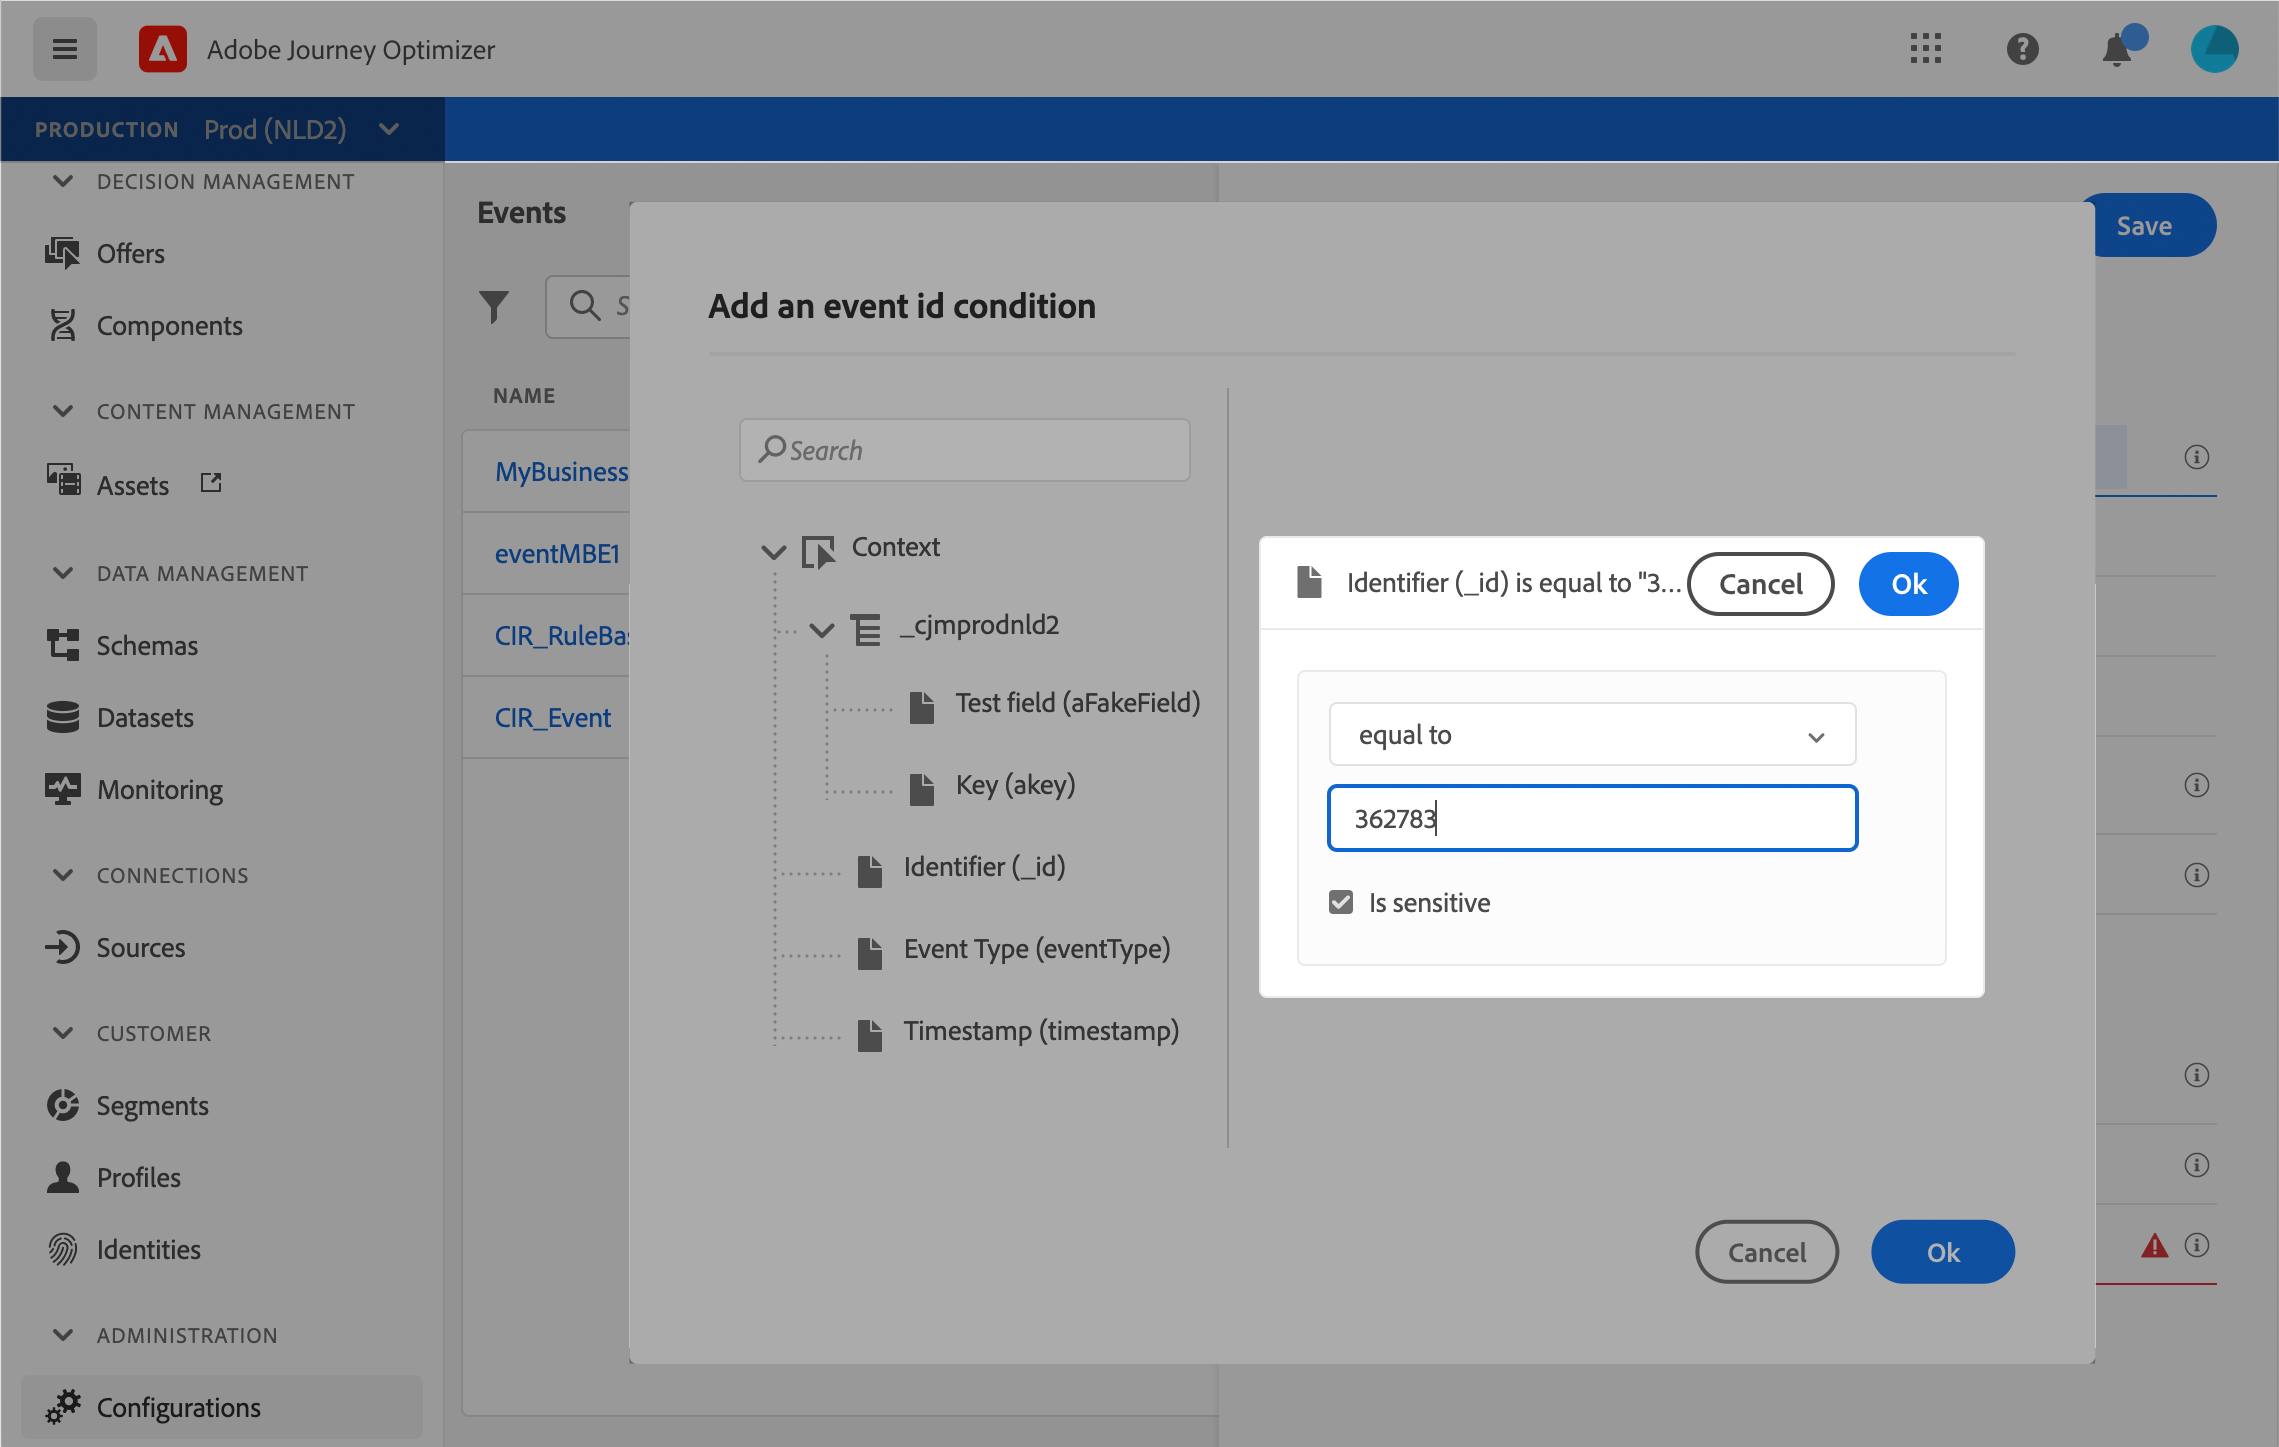 Adobe Journey Optimizer
PRODUCTION Prod (NLD2)
DECISION MANAGEMENT
Offers
Components
CONTENT MANAGEMENT
Assets
DATA MANAGEMENT
Schemas
Datasets
Monitoring
CONNECTIONS
Sources
CUSTOMER
Segments
Profiles
Identities
ADMINISTRATION
Configurations
Events
S
NAME
MyBusiness
eventMBE1
CIR_RuleBas
CIR_Event
Save
Add an event id condition
Search
Context
_cjmprodnld2
Test field (aFakeField)
Key (akey)
Identifier (_id)
Event Type (eventType)
Timestamp (timestamp)
Identifier (_id) is equal to "3... Cancel Ok
equal to
362783
Is sensitive
Cancel Ok